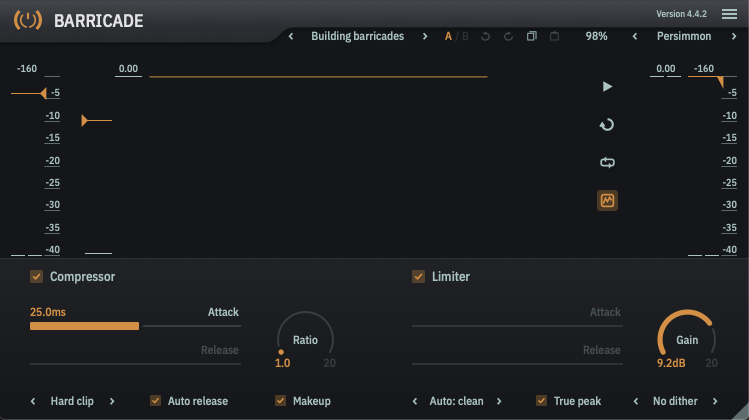 BARRICADE
Version 4.4.2
Building barricades A / B 98% Persimmon
-160 0.00 0.00 -160
-5 -5
-10 -10
-15 -15
-20 -20
-25 -25
-30 -30
-35 -35
-40 -40
Compressor Limiter
25.0ms Attack Attack
Ratio Gain
Release Release
1.0 20 9.2dB 20
Hard clip Auto release Makeup Auto: clean True peak No dither